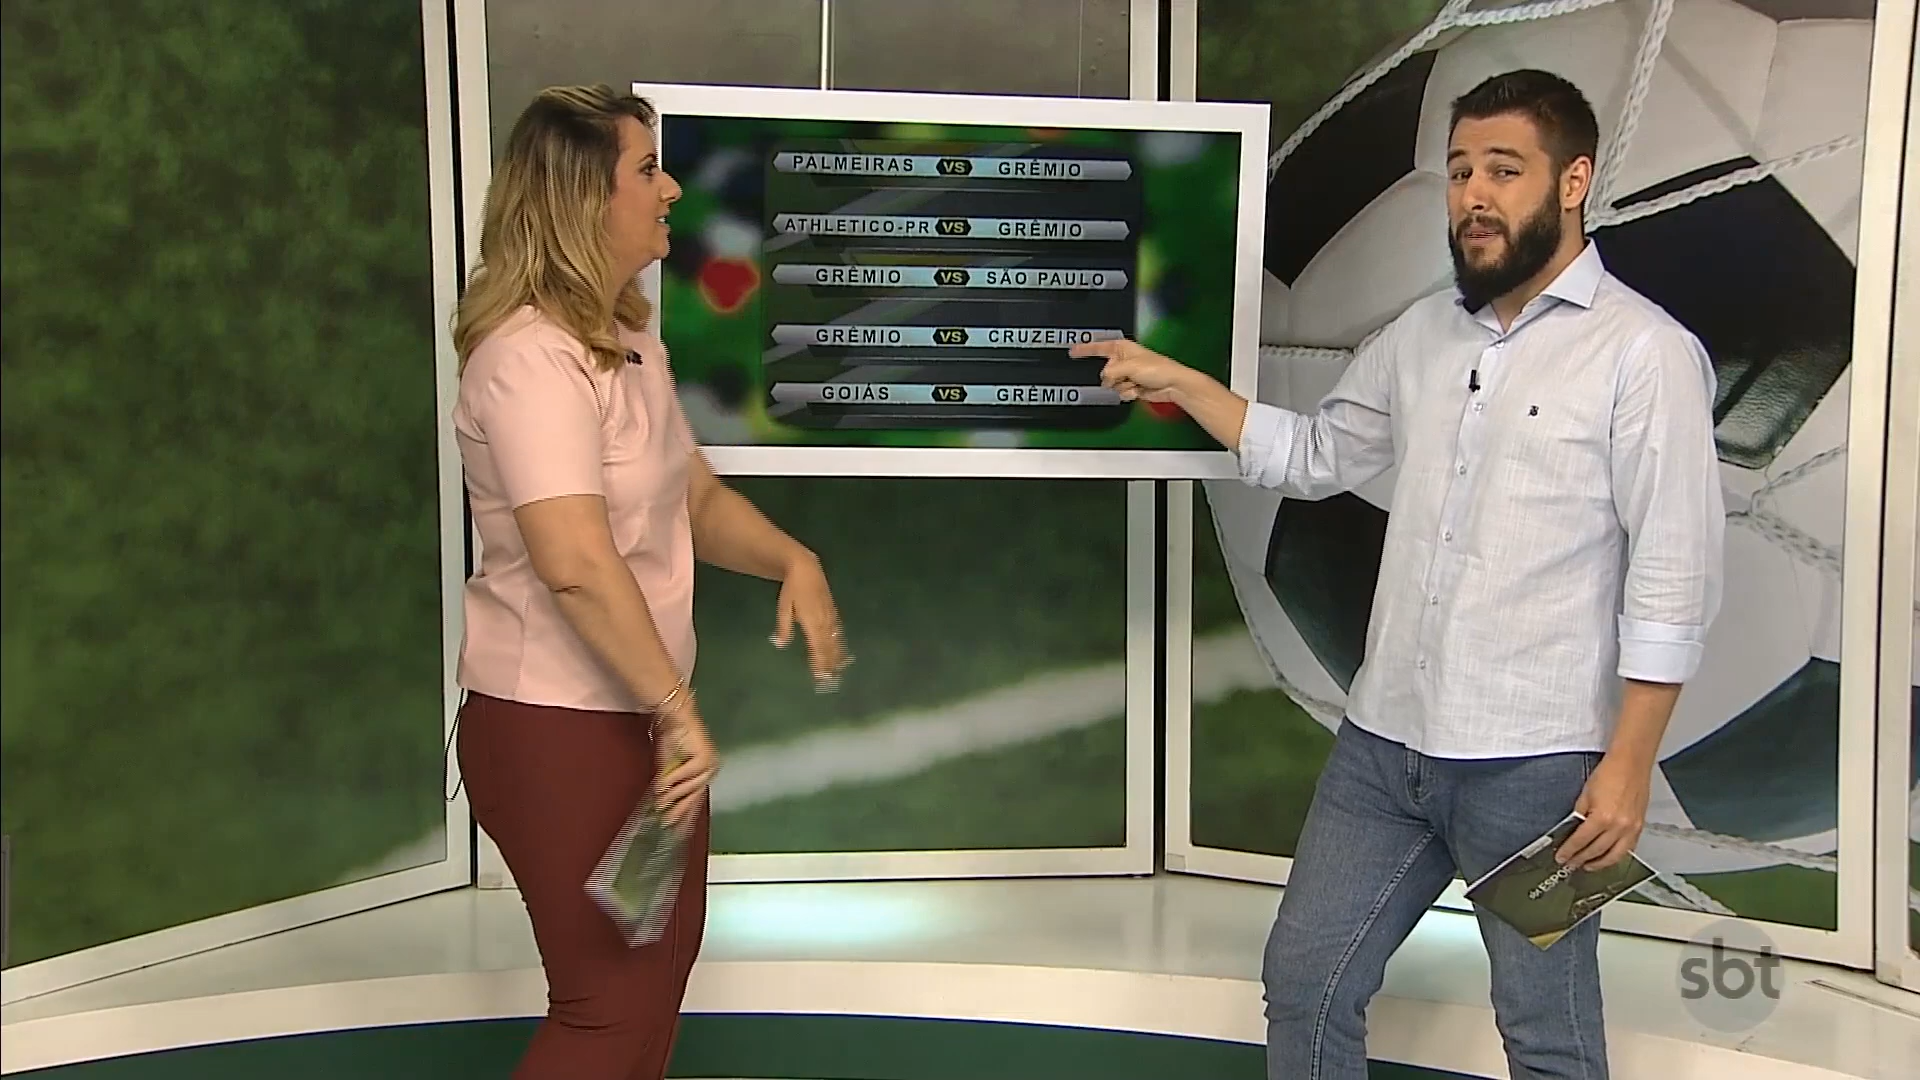 PALMEIRAS VS GRÊMIO
ATHLETICO-PR VS GRÊMIO
GRÊMIO VS SÃO PAULO
GRÊMIO VS CRUZEIRO
GOIÁS VS GRÊMIO
sbt